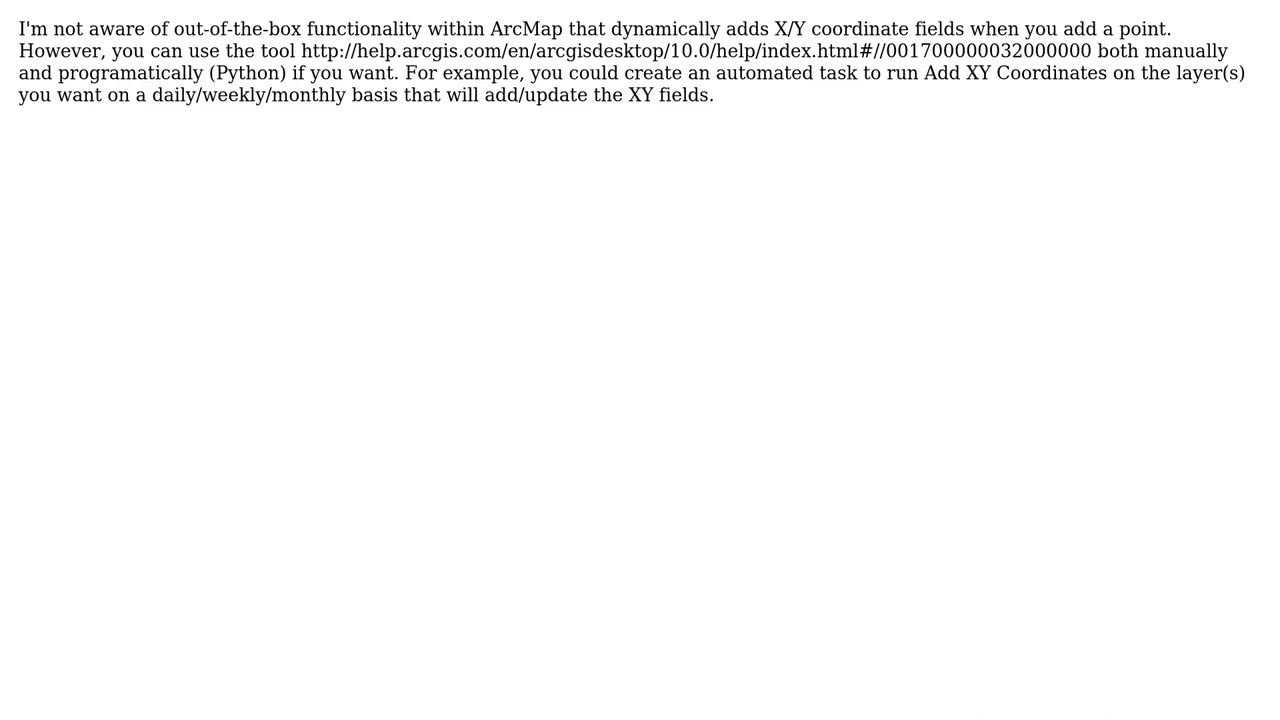 I'm not aware of out-of-the-box functionality within ArcMap that dynamically adds X/Y coordinate fields when you add a point.
However, you can use the tool http://help.arcgis.com/en/arcgisdesktop/10.0/help/index.html#//001700000032000000 both manually
and programatically (Python) if you want. For example, you could create an automated task to run Add XY Coordinates on the layer(s)
you want on a daily/weekly/monthly basis that will add/update the XY fields.